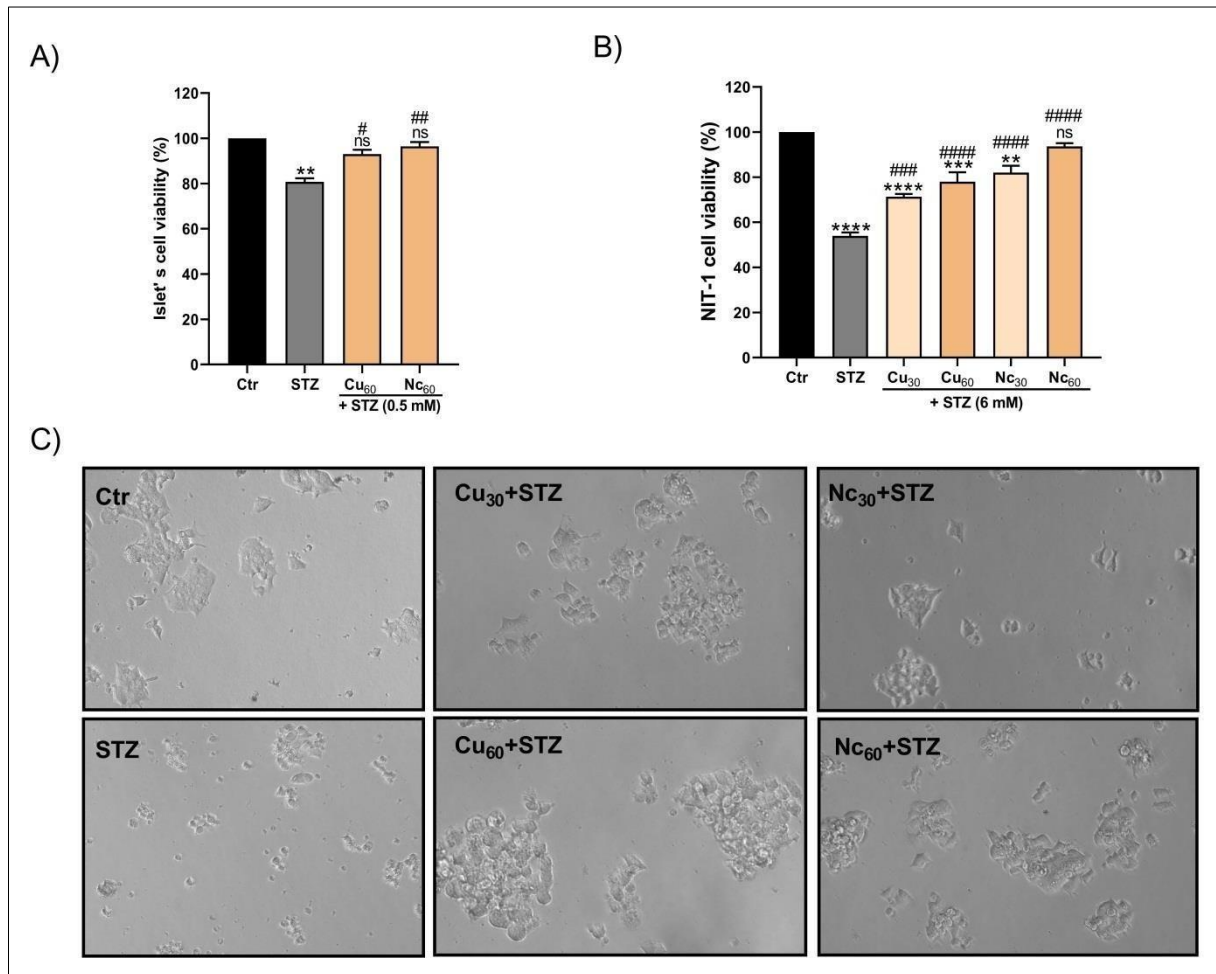 A)
Islet' s cell viability (%)
120
100
80
60
40
20
0
**
#
ns
##
ns
Ctr
STZ
Cu60
Nc60
+ STZ (0.5 mM)
B)
NIT-1 cell viability (%)
120
100
80
60
40
20
0
****
###
****
####
***
####
**
####
ns
Ctr
STZ
Cu30
Cu60
Nc30
Nc60
+ STZ (6 mM)
C)
Ctr
Cu30+STZ
Nc30+STZ
STZ
Cu60+STZ
Nc60+STZ